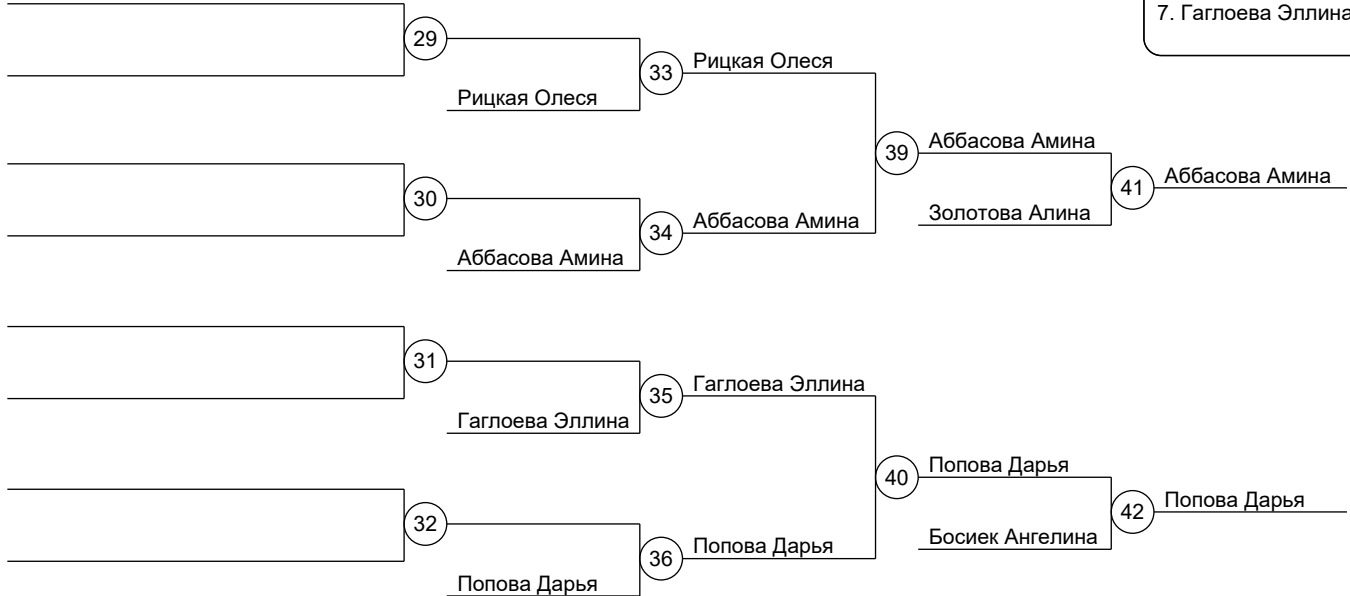 7. Гаглоева Эллина
29
33
Рицкая Олеся
Рицкая Олеся
39
Аббасова Амина
41
Аббасова Амина
Золотова Алина
30
34
Аббасова Амина
Аббасова Амина
31
35
Гаглоева Эллина
Гаглоева Эллина
40
Попова Дарья
42
Попова Дарья
Босиек Ангелина
32
36
Попова Дарья
Попова Дарья